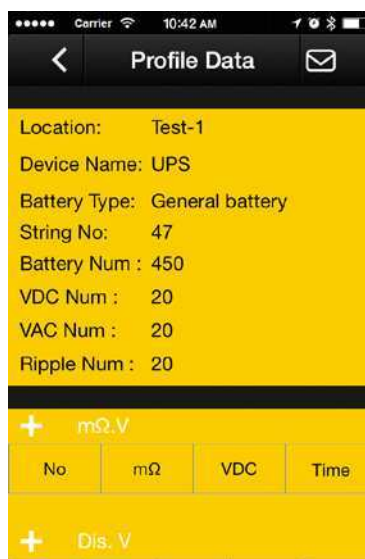 Carrier 10:42 AM
Profile Data
Location: Test-1
Device Name: UPS
Battery Type: General battery
String No: 47
Battery Num : 450
VDC Num : 20
VAC Num : 20
Ripple Num : 20
+ mΩ.V
No mΩ VDC Time
+ Dis. V